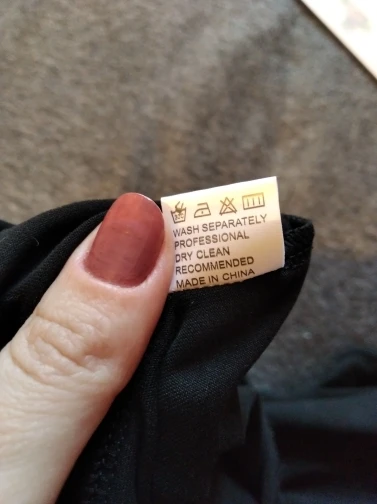 WASH SEPARATELY
PROFESSIONAL
DRY CLEAN
RECOMMENDED
MADE IN CHINA